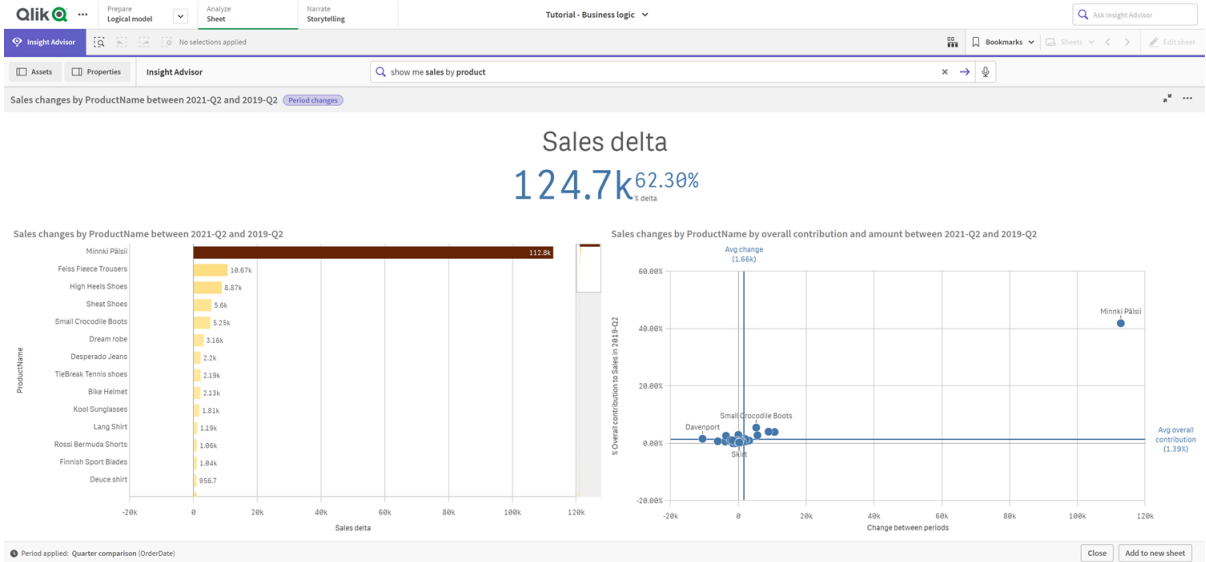 Qlik
Prepare
Logical model
Analyze
Sheet
Narrate
Storytelling
Tutorial - Business logic
Ask Insight Advisor
Insight Advisor
No selections applied
Bookmarks
Sheets
Edit sheet
Assets
Properties
Insight Advisor
show me sales by product
Sales changes by ProductName between 2021-Q2 and 2019-Q2
Period changes
Sales delta
124.7k
62.30%
% delta
Sales changes by ProductName between 2021-Q2 and 2019-Q2
ProductName
Minnki Pälsii
112.8k
Feiss Fleece Trousers
10.67k
High Heels Shoes
8.87k
Sheat Shoes
5.6k
Small Crocodile Boots
5.25k
Dream robe
3.16k
Desperado Jeans
2.2k
TieBreak Tennis shoes
2.19k
Bike Helmet
2.13k
Kool Sunglasses
1.81k
Lang Shirt
1.19k
Rossi Bermuda Shorts
1.06k
Finnish Sport Blades
1.04k
Deuce shirt
956.7
-20k 0 20k 40k 60k 80k 100k 120k
Sales delta
Sales changes by ProductName by overall contribution and amount between 2021-Q2 and 2019-Q2
Avg change
(1.66k)
% Overall contribution to Sales in 2019-Q2
60.00%
40.00%
20.00%
0.00%
-20.00%
Minnki Pälsii
Small Crocodile Boots
Davenport
Skirt
Avg overall
contribution
(1.39%)
-20k 0 20k 40k 60k 80k 100k 120k
Change between periods
Period applied: Quarter comparison (OrderDate)
Close
Add to new sheet